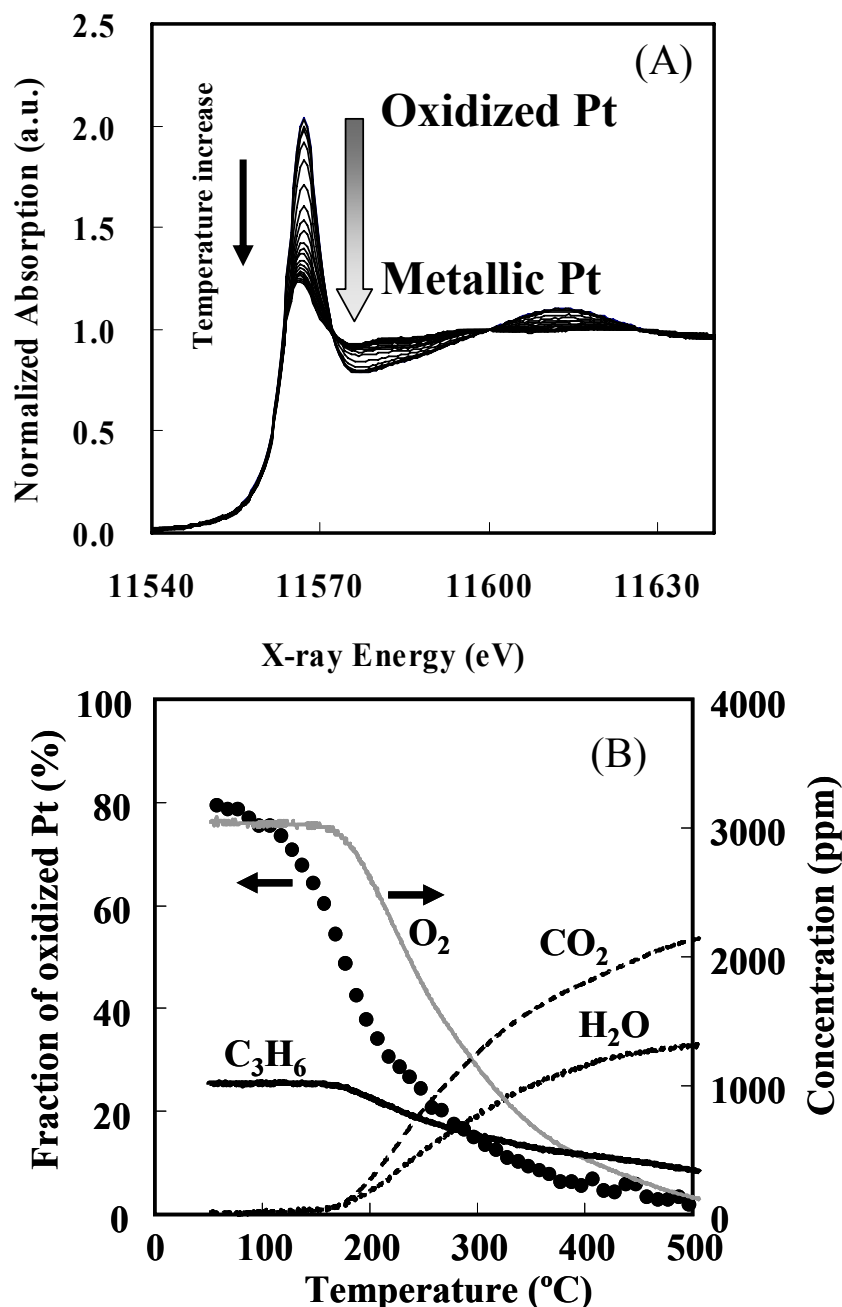 2.5
(A)
Oxidized Pt
2.0
Temperature increase
1.5
Metallic Pt
1.0
0.5
0.0
Normalized Absorption (a.u.)
11540 11570 11600 11630
X-ray Energy (eV)
100 4000
(B)
80
3000
60
O₂
CO₂
2000
40
H₂O
C₃H₆
1000
20
0 0
Fraction of oxidized Pt (%)
Concentration (ppm)
0 100 200 300 400 500
Temperature (ºC)